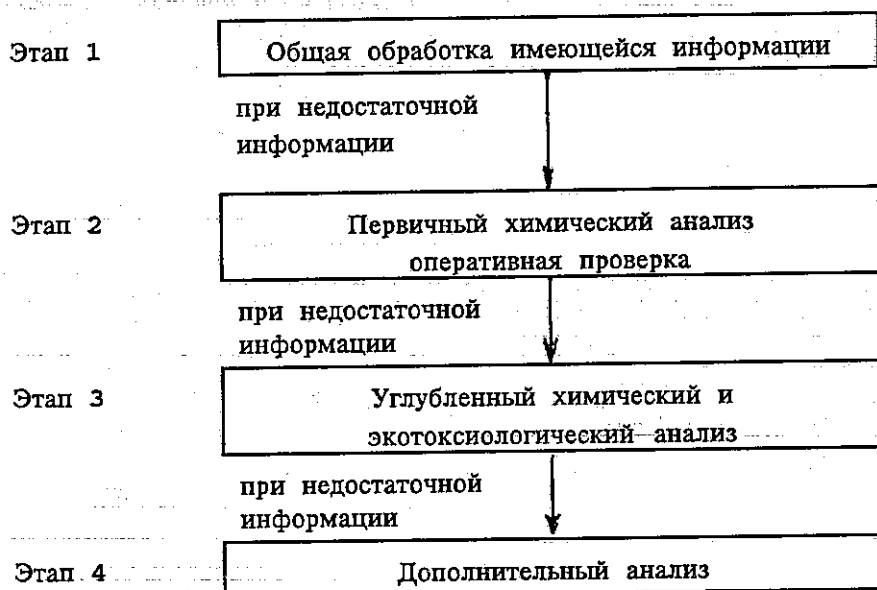 Этап 1
Общая обработка имеющейся информации
при недостаточной
информации
Этап 2
Первичный химический анализ
оперативная проверка
при недостаточной
информации
Этап 3
Углубленный химический и
экотоксиологический анализ
при недостаточной
информации
Этап 4
Дополнительный анализ